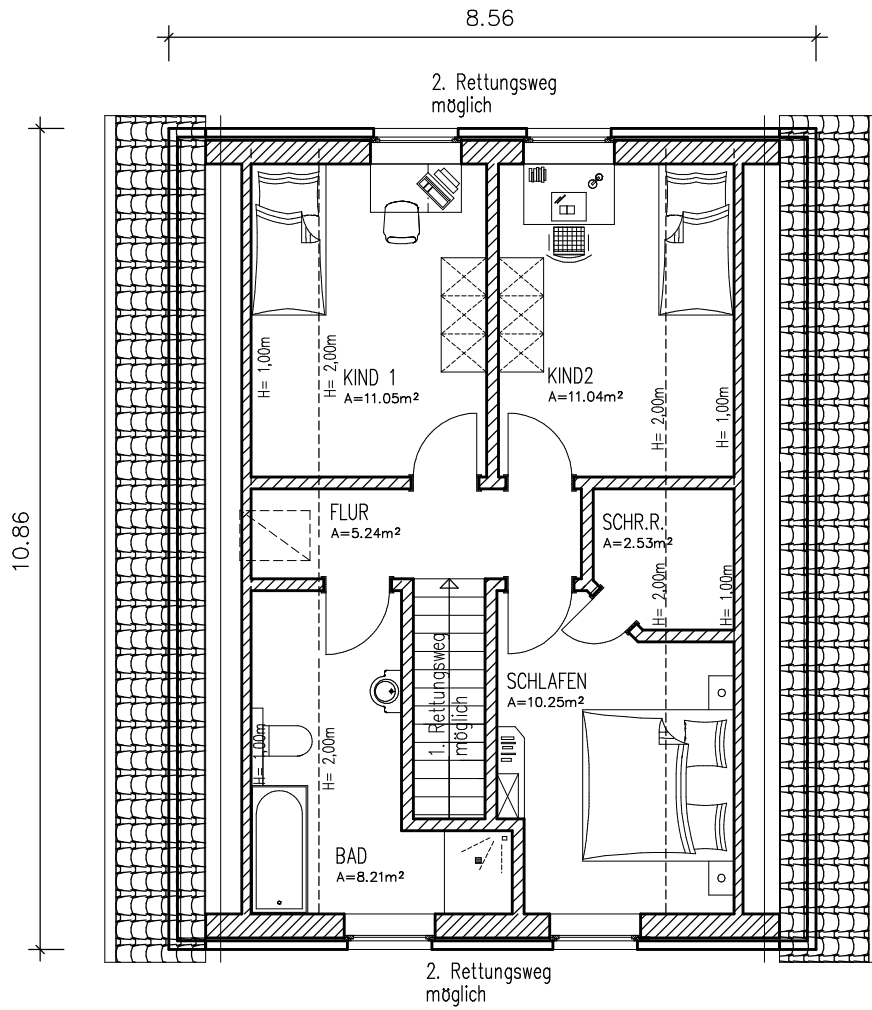 8.56
2. Rettungsweg
möglich
H= 1,00m
H= 2,00m
KIND 1
A=11.05m²
KIND2
A=11.04m²
H= 2,00m
H= 1,00m
10.86
FLUR
A=5.24m²
SCHR.R.
A=2.53m²
H= 2,00m
H= 1,00m
1. Rettungsweg
möglich
SCHLAFEN
A=10.25m²
H= 1,00m
H= 2,00m
BAD
A=8.21m²
2. Rettungsweg
möglich